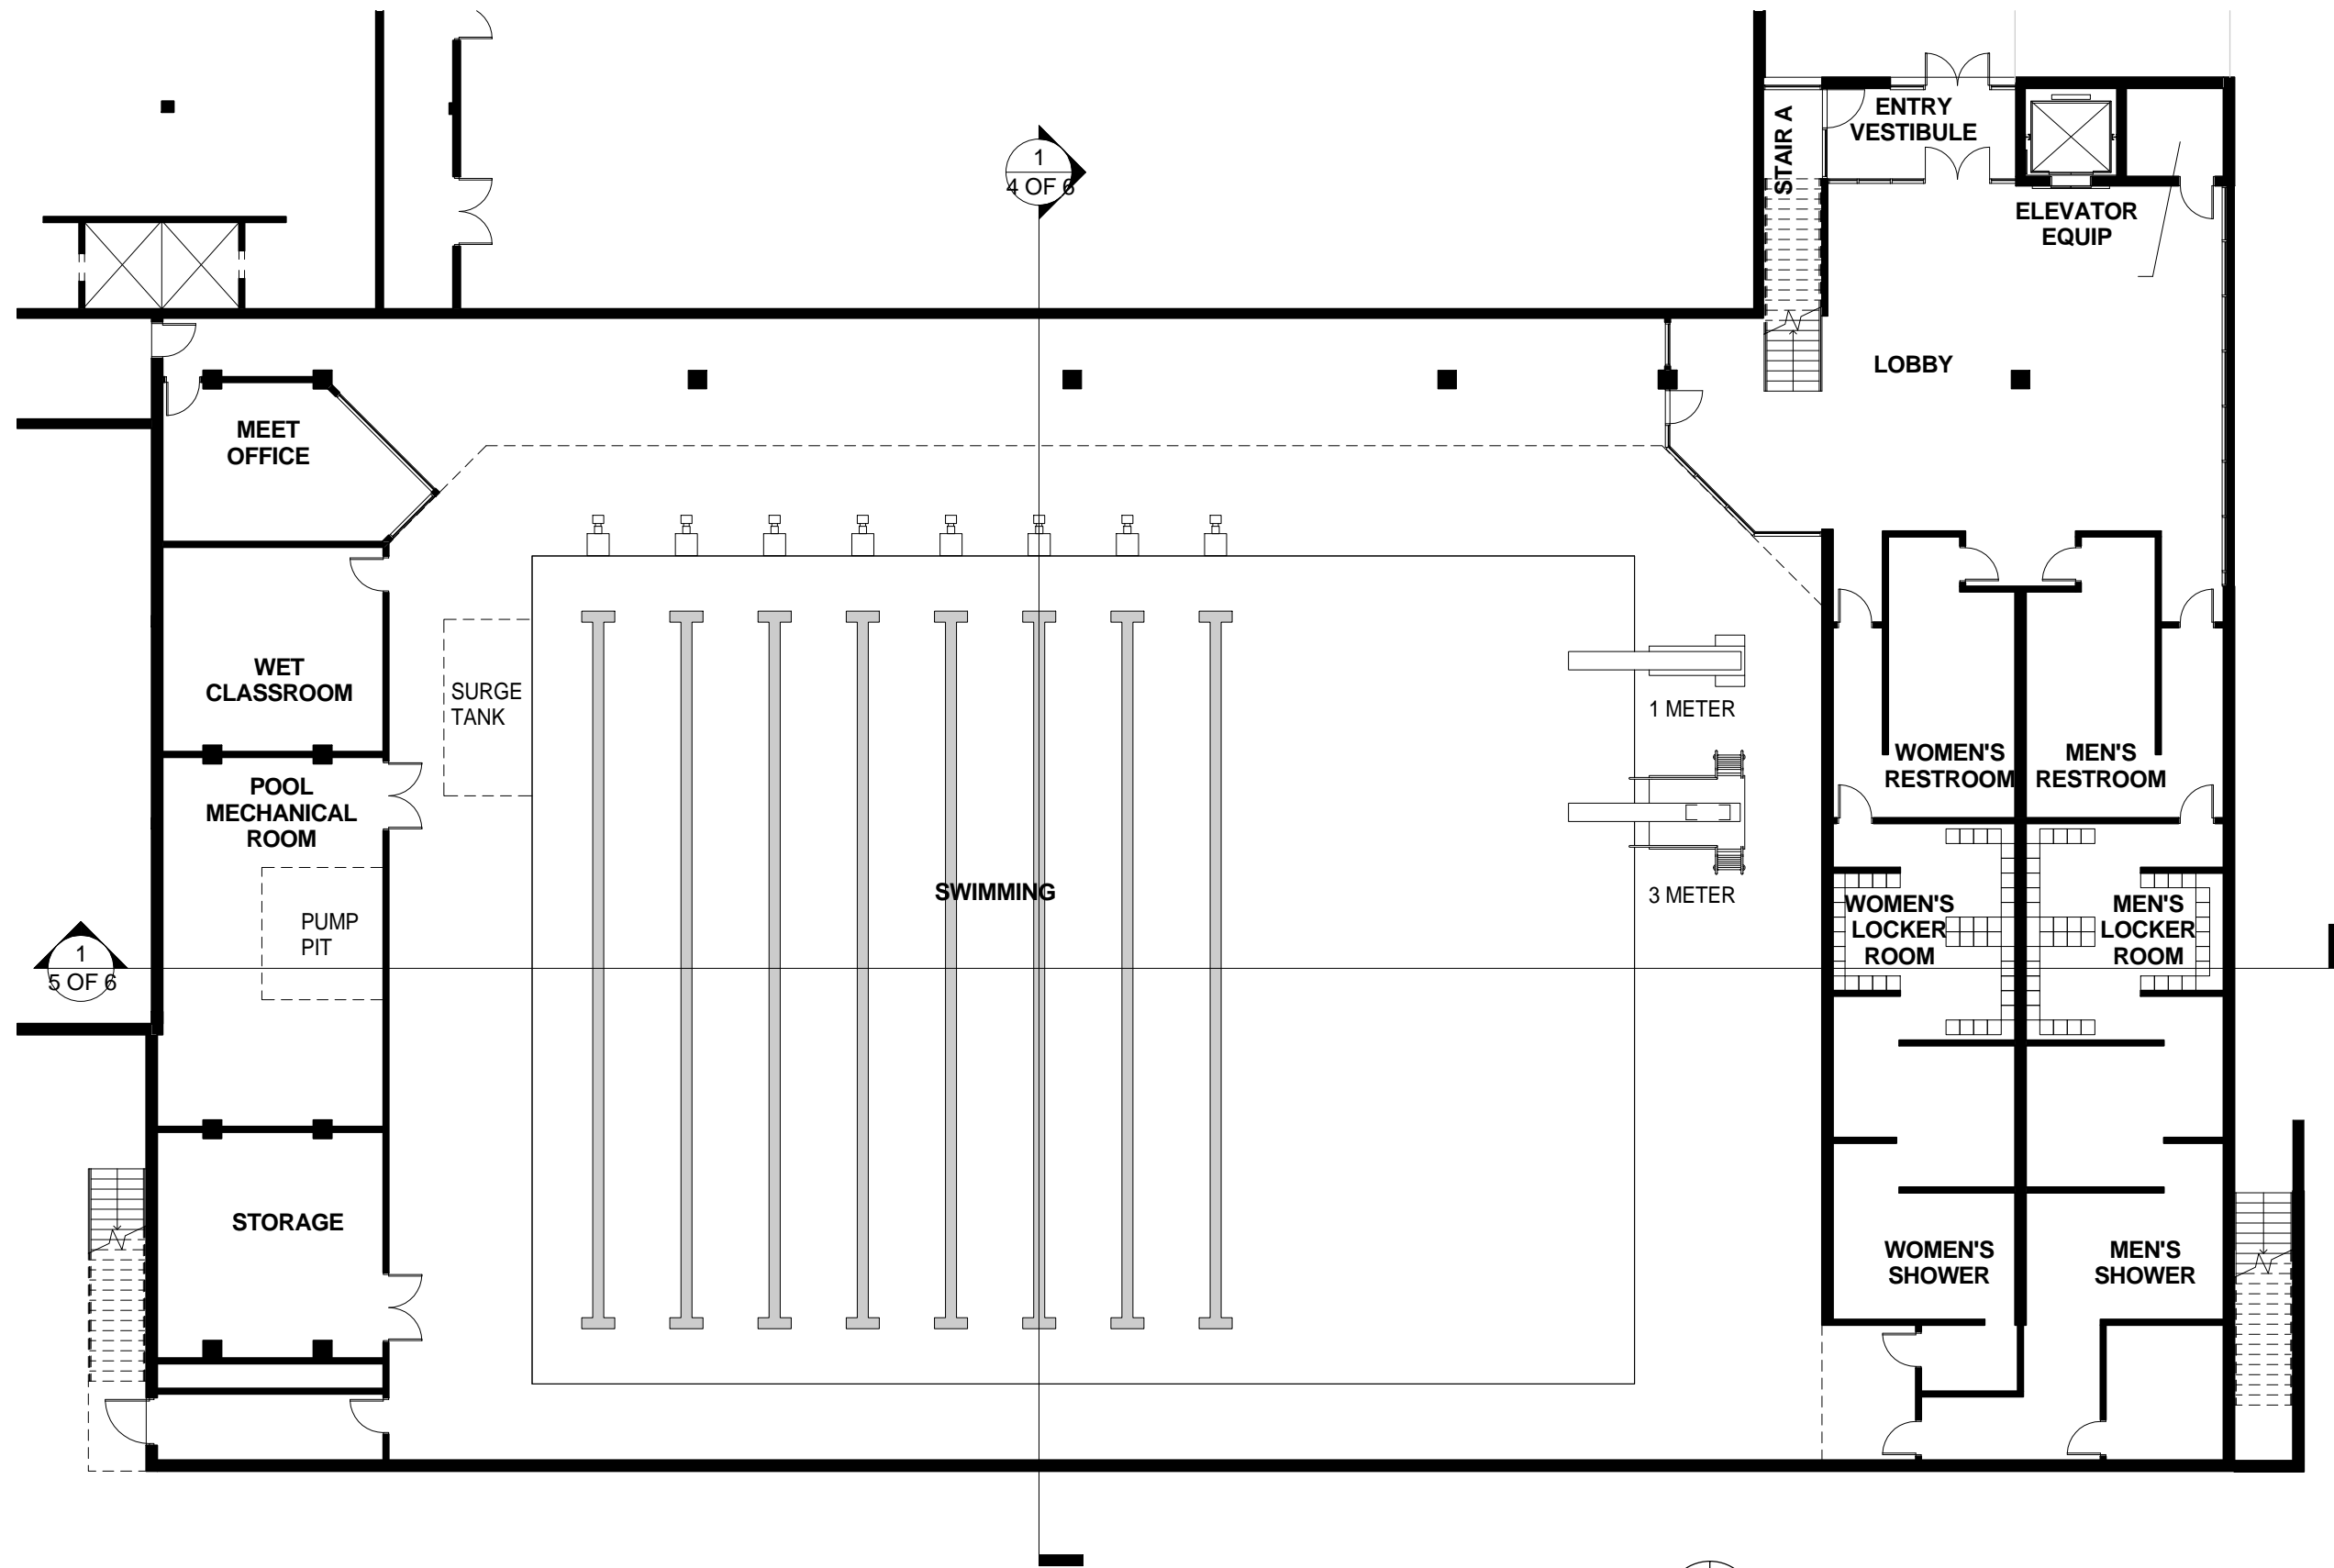 1
4 OF 6
STAIR A
ENTRY
VESTIBULE
ELEVATOR
EQUIP
LOBBY
MEET
OFFICE
WET
CLASSROOM
SURGE
TANK
1 METER
WOMEN'S
RESTROOM
MEN'S
RESTROOM
POOL
MECHANICAL
ROOM
SWIMMING
3 METER
PUMP
PIT
WOMEN'S
LOCKER
ROOM
MEN'S
LOCKER
ROOM
1
5 OF 6
STORAGE
WOMEN'S
SHOWER
MEN'S
SHOWER